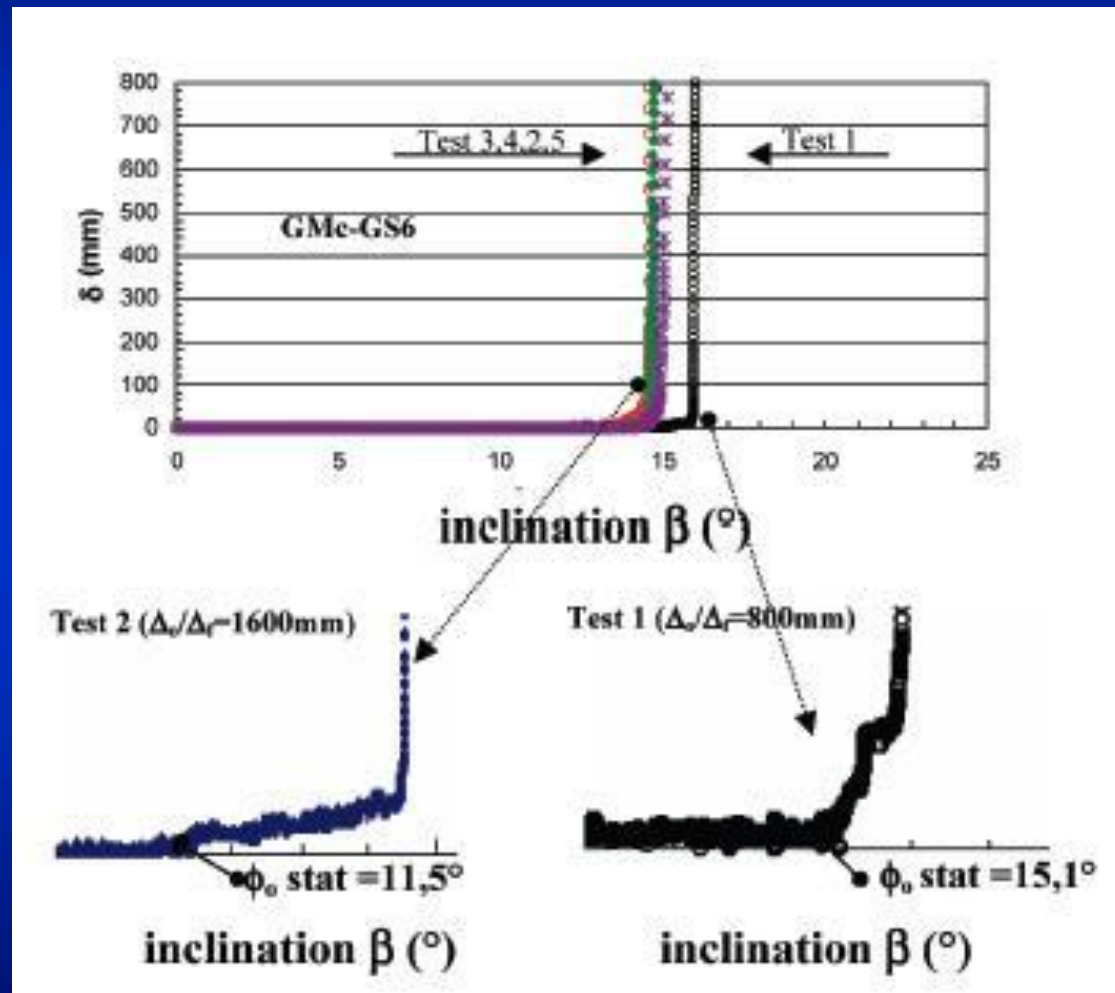 800
700
600
500
400
300
200
100
0
δ (mm)
Test 3,4,2,5
Test 1
GMc-GS6
0 5 10 15 20 25
inclination β (º)
Test 2 (Δₒ/Δf=1600mm)
Test 1 (Δₒ/Δf=800mm)
ϕₒ stat =11,5°
ϕₒ stat =15,1°
inclination β (°)
inclination β (°)